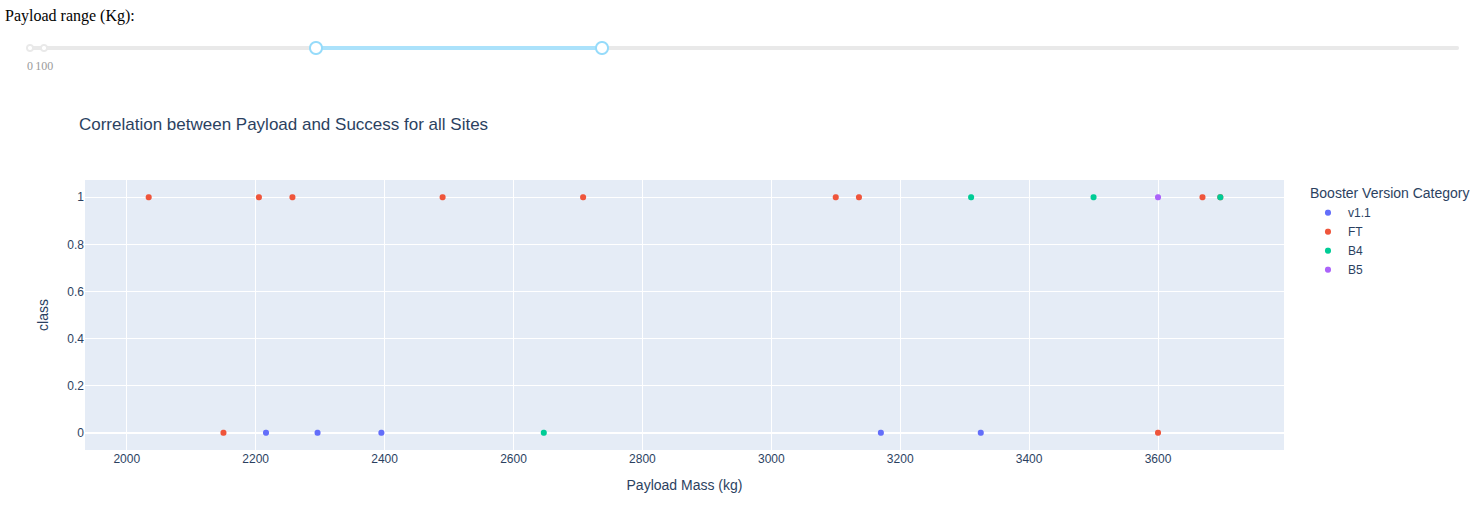 Payload range (Kg):
0 100
Correlation between Payload and Success for all Sites
Booster Version Category
v1.1
FT
B4
B5
class
1
0.8
0.6
0.4
0.2
0
2000 2200 2400 2600 2800 3000 3200 3400 3600
Payload Mass (kg)